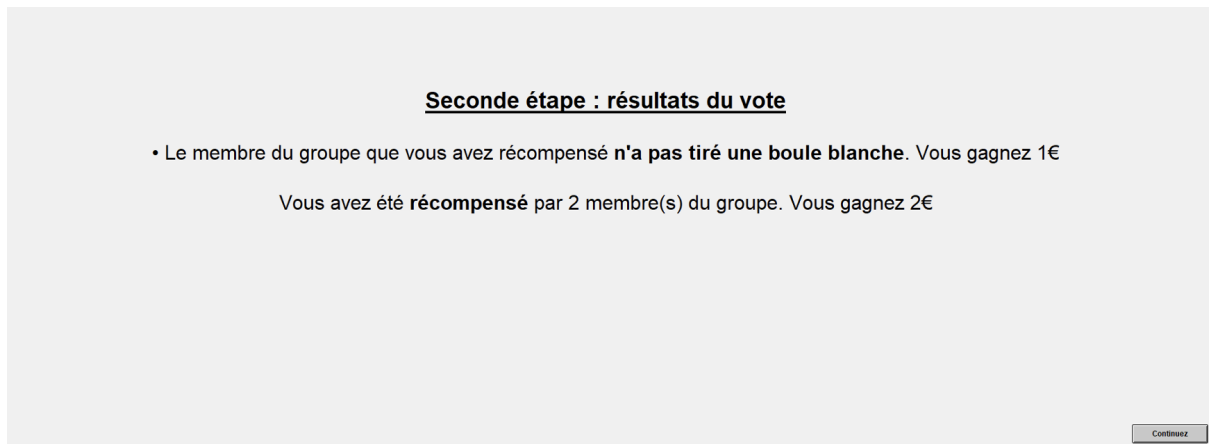 Seconde étape : résultats du vote
• Le membre du groupe que vous avez récompensé n'a pas tiré une boule blanche. Vous gagnez 1€
Vous avez été récompensé par 2 membre(s) du groupe. Vous gagnez 2€
Continuez